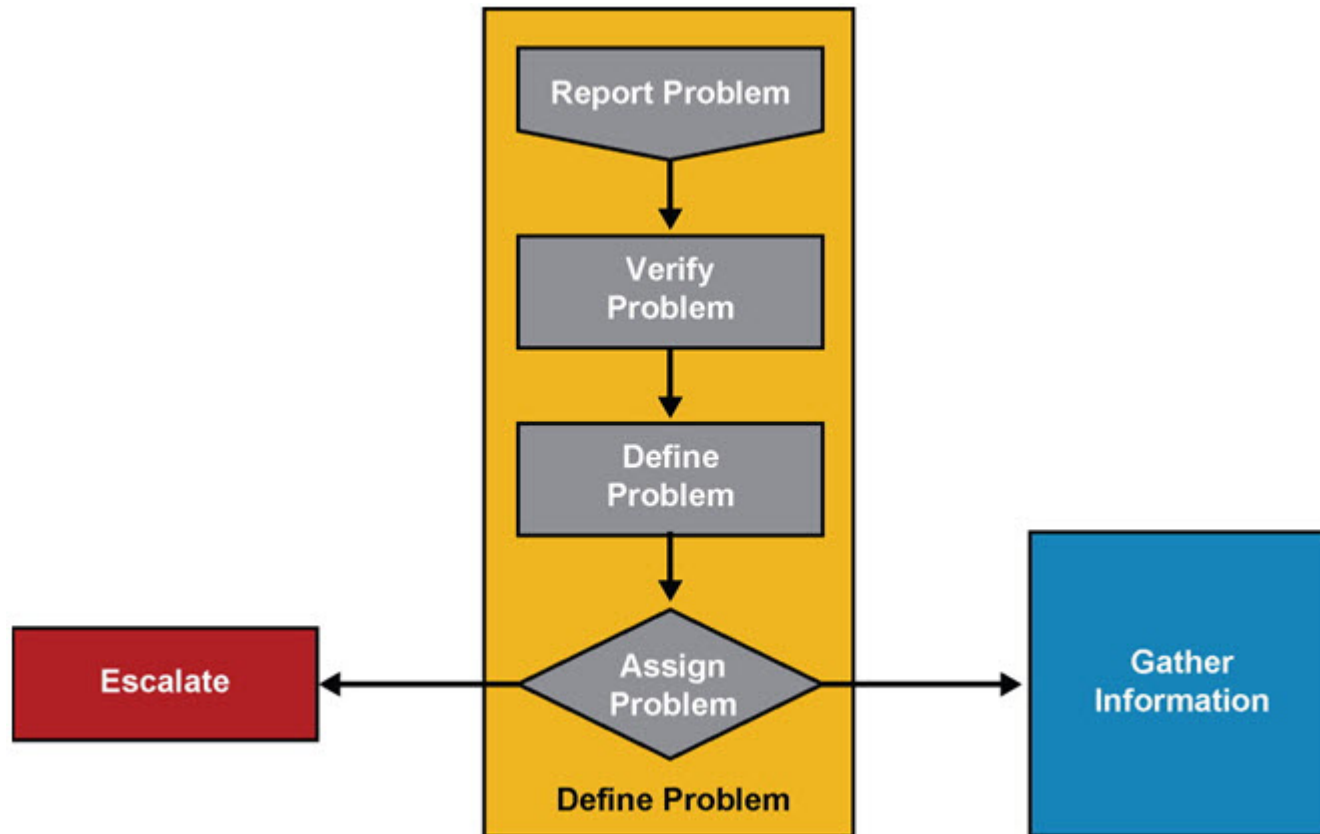 Report Problem
Verify
Problem
Define
Problem
Assign
Problem
Escalate
Gather
Information
Define Problem